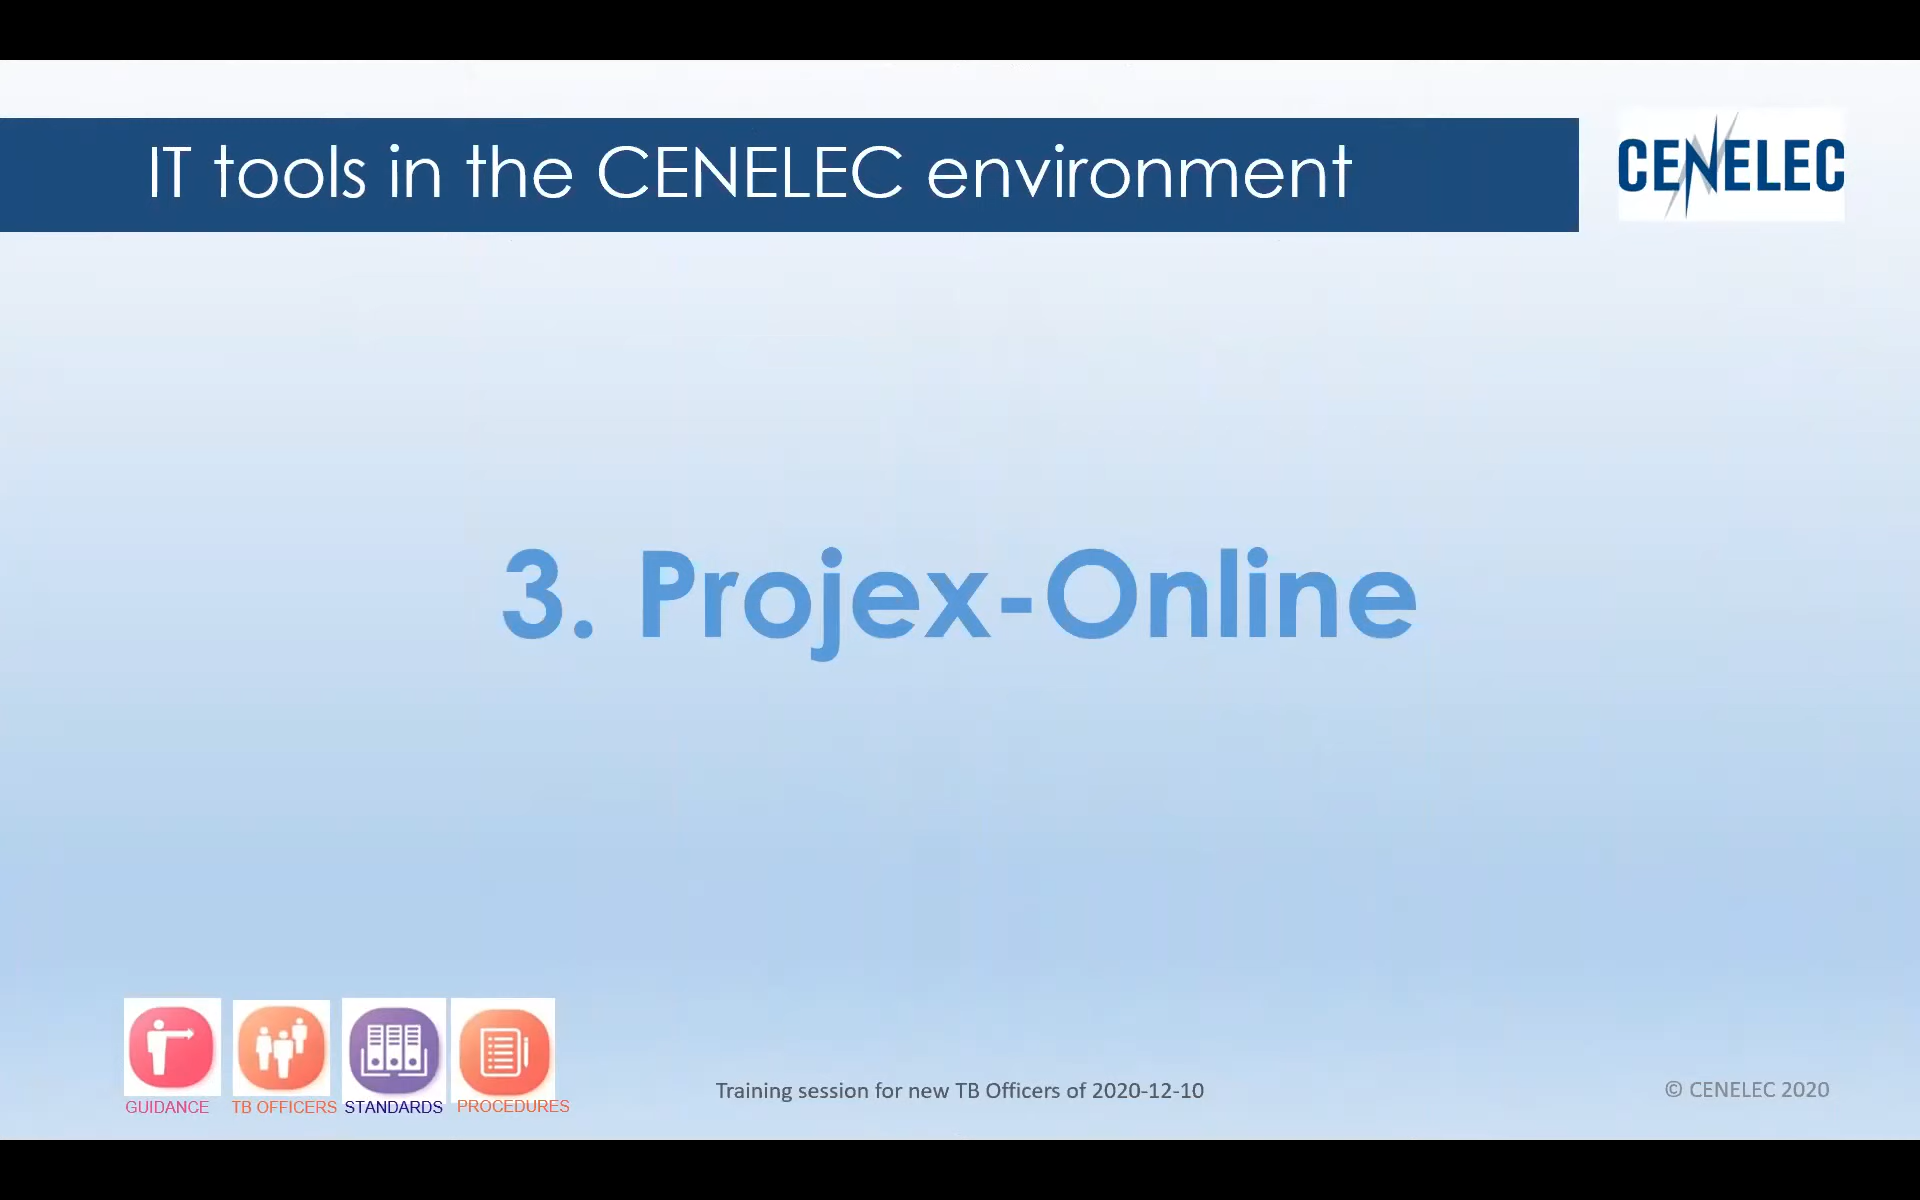 IT tools in the CENELEC environment
CENELEC
3. Projex-Online
GUIDANCE
TB OFFICERS
STANDARDS
PROCEDURES
Training session for new TB Officers of 2020-12-10
© CENELEC 2020